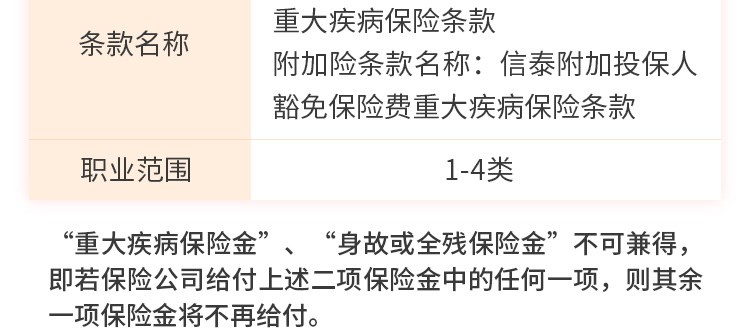 条款名称
重大疾病保险条款
附加险条款名称：信泰附加投保人
豁免保险费重大疾病保险条款
职业范围
1-4类
“重大疾病保险金”、“身故或全残保险金”不可兼得，
即若保险公司给付上述二项保险金中的任何一项，则其余
一项保险金将不再给付。